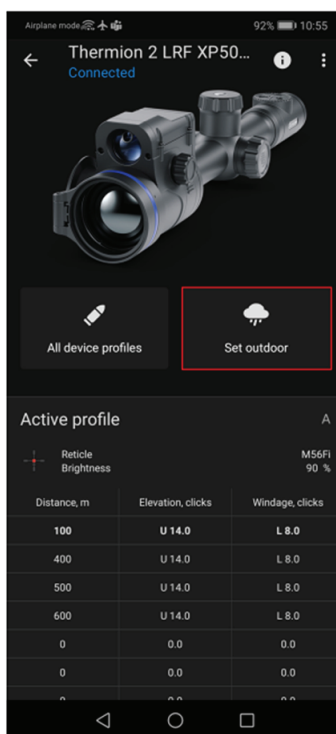 Airplane mode 92% 10:55
Thermion 2 LRF XP50...
Connected
All device profiles
Set outdoor
Active profile A
Reticle M56Fi
Brightness 90 %
Distance, m Elevation, clicks Windage, clicks
100 U 14.0 L 8.0
400 U 14.0 L 8.0
500 U 14.0 L 8.0
600 U 14.0 L 8.0
0 0.0 0.0
0 0.0 0.0